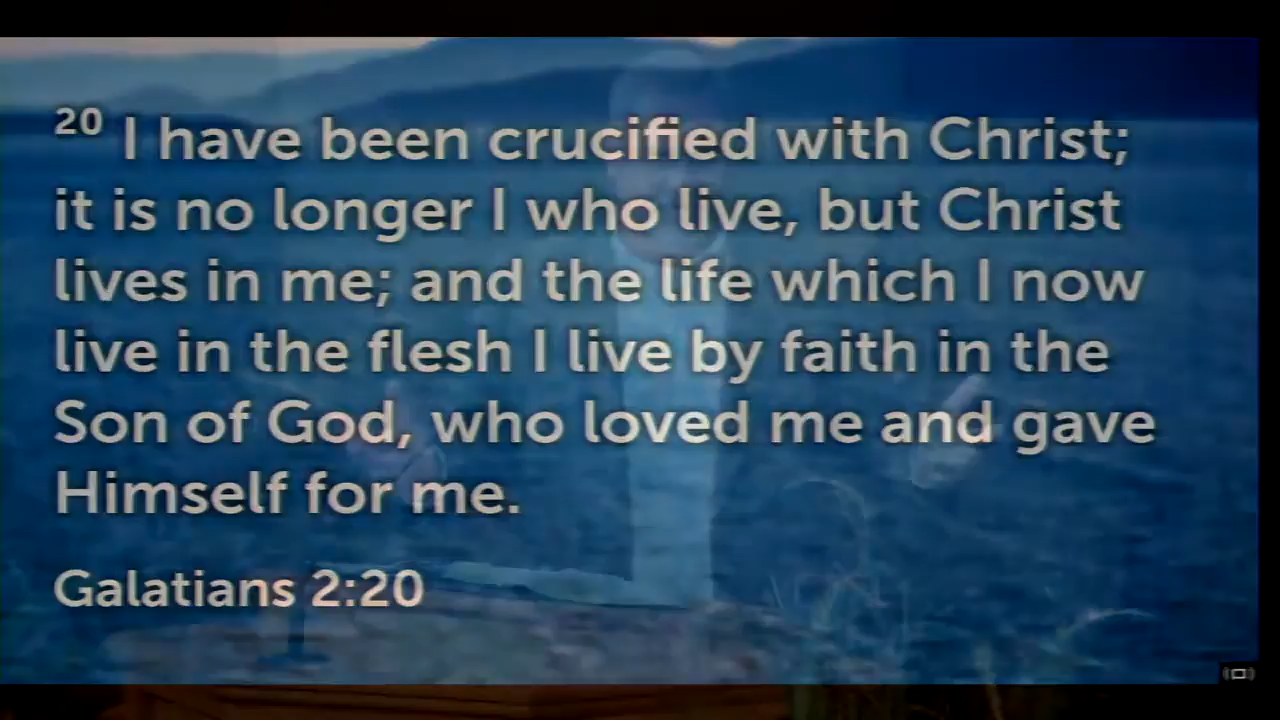 20 I have been crucified with Christ;
it is no longer I who live, but Christ
lives in me; and the life which I now
live in the flesh I live by faith in the
Son of God, who loved me and gave
Himself for me.
Galatians 2:20